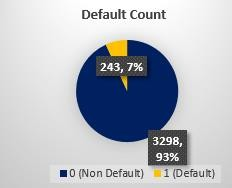 Default Count
243, 7%
3298,
93%
0 (Non Default) 1 (Default)